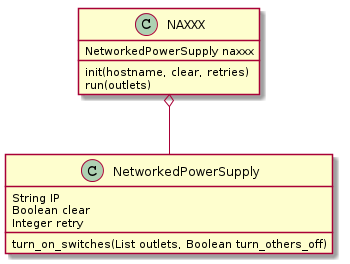 C NAXXX
NetworkedPowerSupply naxxx
init(hostname, clear, retries)
run(outlets)
C NetworkedPowerSupply
String IP
Boolean clear
Integer retry
turn_on_switches(List outlets, Boolean turn_others_off)